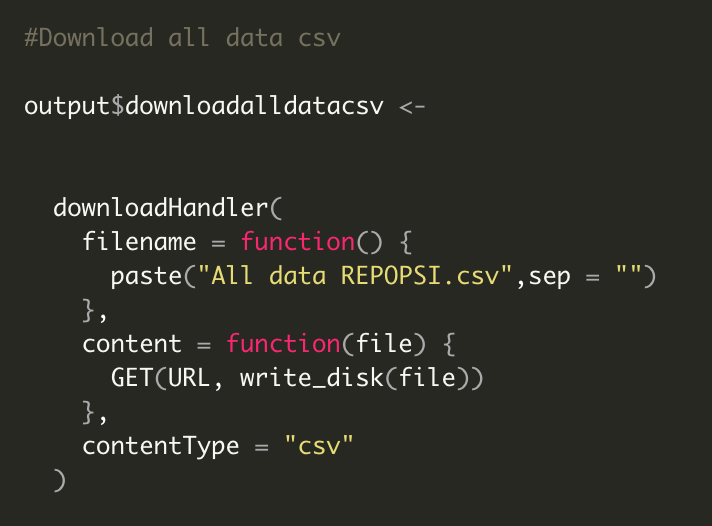 #Download all data csv
output$downloadalldatacsv <-
downloadHandler(
filename = function() {
paste("All data REPOPSI.csv",sep = "")
},
content = function(file) {
GET(URL, write_disk(file))
},
contentType = "csv"
)